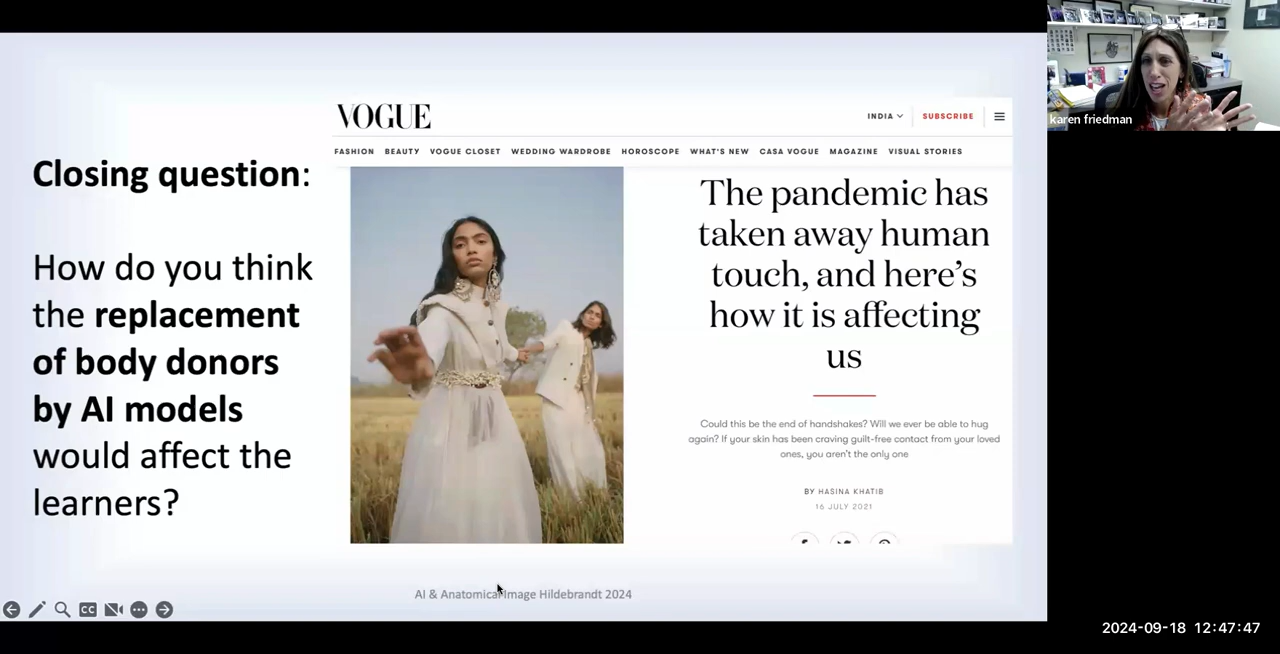 Closing question:
How do you think
the replacement
of body donors
by AI models
would affect the
learners?
VOGUE
INDIA
SUBSCRIBE
FASHION BEAUTY VOGUE CLOSET WEDDING WARDROBE HOROSCOPE WHAT'S NEW CASA VOGUE MAGAZINE VISUAL STORIES
The pandemic has
taken away human
touch, and here's
how it is affecting
us
Could this be the end of handshakes? Will we ever be able to hug
again? If your skin has been craving guilt-free contact from your loved
ones, you aren't the only one
BY HASINA KHATIB
16 JULY 2021
AI & Anatomical Image Hildebrandt 2024
CC
karen friedman
2024-09-18 12:47:47